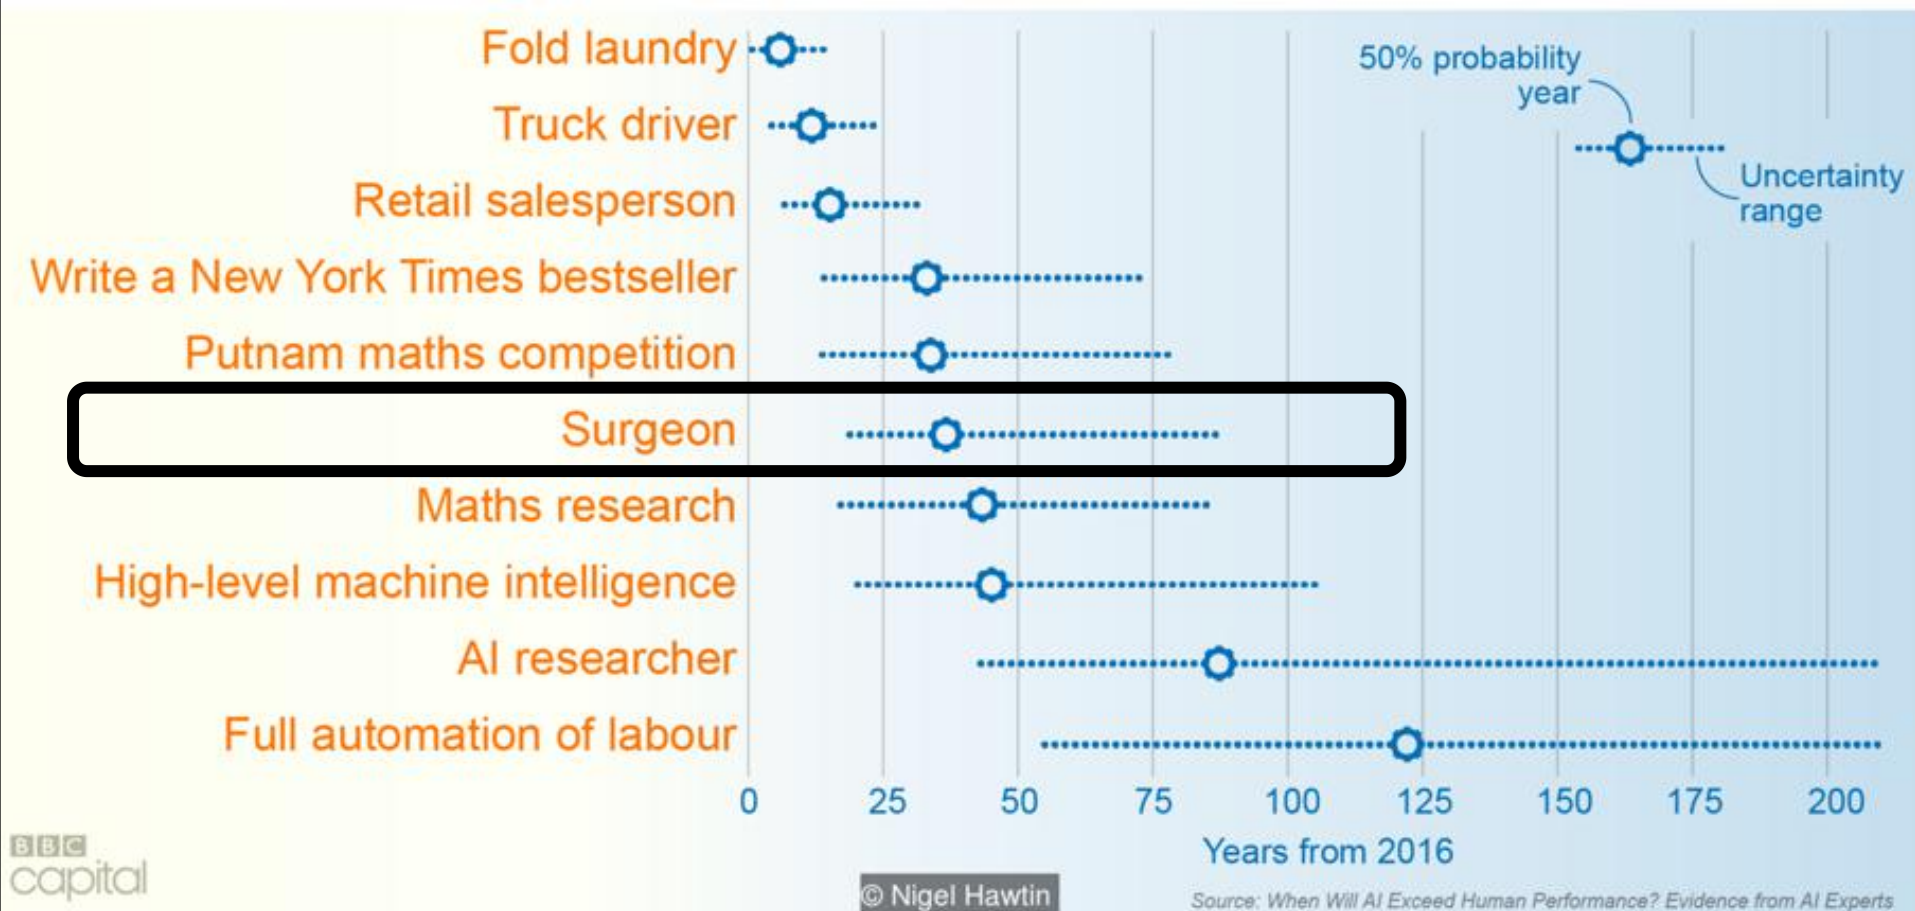 Fold laundry
50% probability
year
Truck driver
Uncertainty
range
Retail salesperson
Write a New York Times bestseller
Putnam maths competition
Surgeon
Maths research
High-level machine intelligence
AI researcher
Full automation of labour
0 25 50 75 100 125 150 175 200
Years from 2016
BBC
capital
© Nigel Hawtin
Source: When Will AI Exceed Human Performance? Evidence from AI Experts